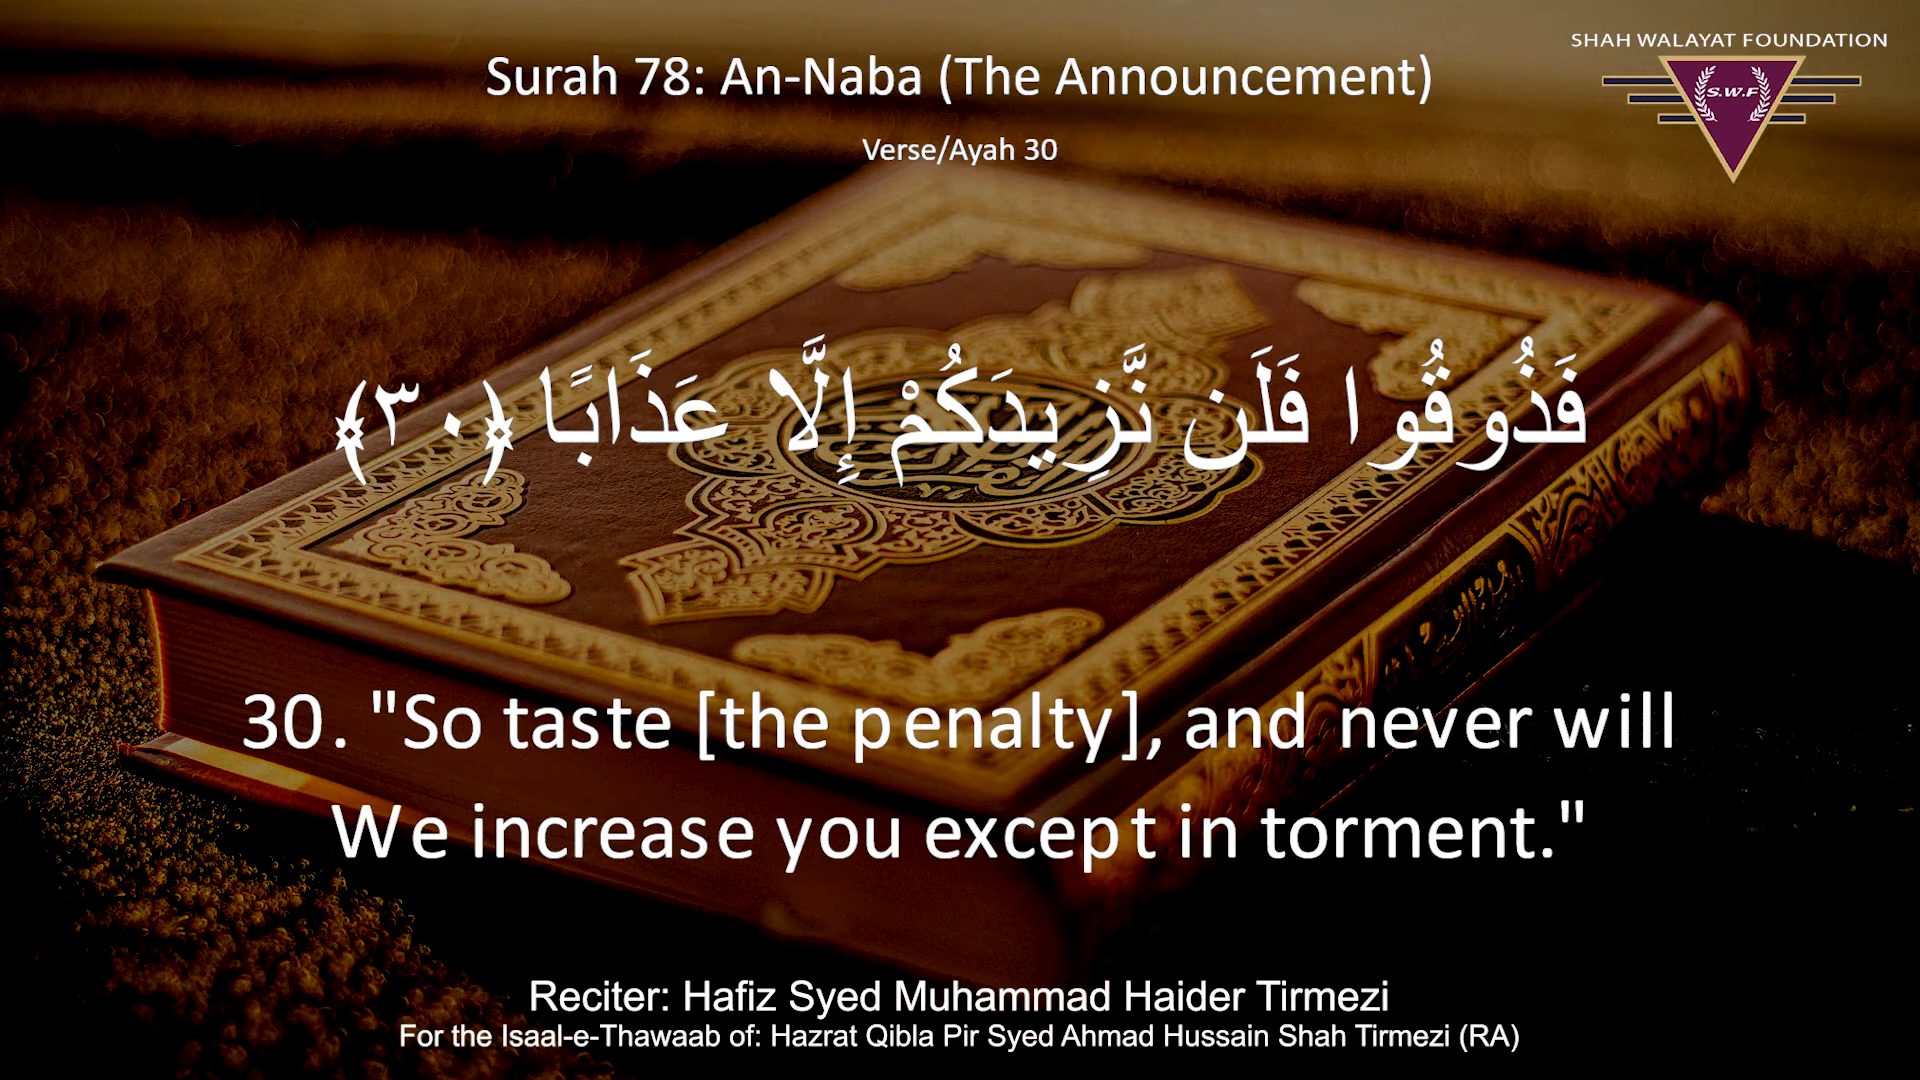 SHAH WALAYAT FOUNDATION
S.W.F
Surah 78: An-Naba (The Announcement)
Verse/Ayah 30
فَذُوقُوا فَلَن نَّزِيدَكُمْ إِلَّا عَذَابًا ﴿٣٠﴾
30. "So taste [the penalty], and never will
We increase you except in torment."
Reciter: Hafiz Syed Muhammad Haider Tirmezi
For the Isaal-e-Thawaab of: Hazrat Qibla Pir Syed Ahmad Hussain Shah Tirmezi (RA)